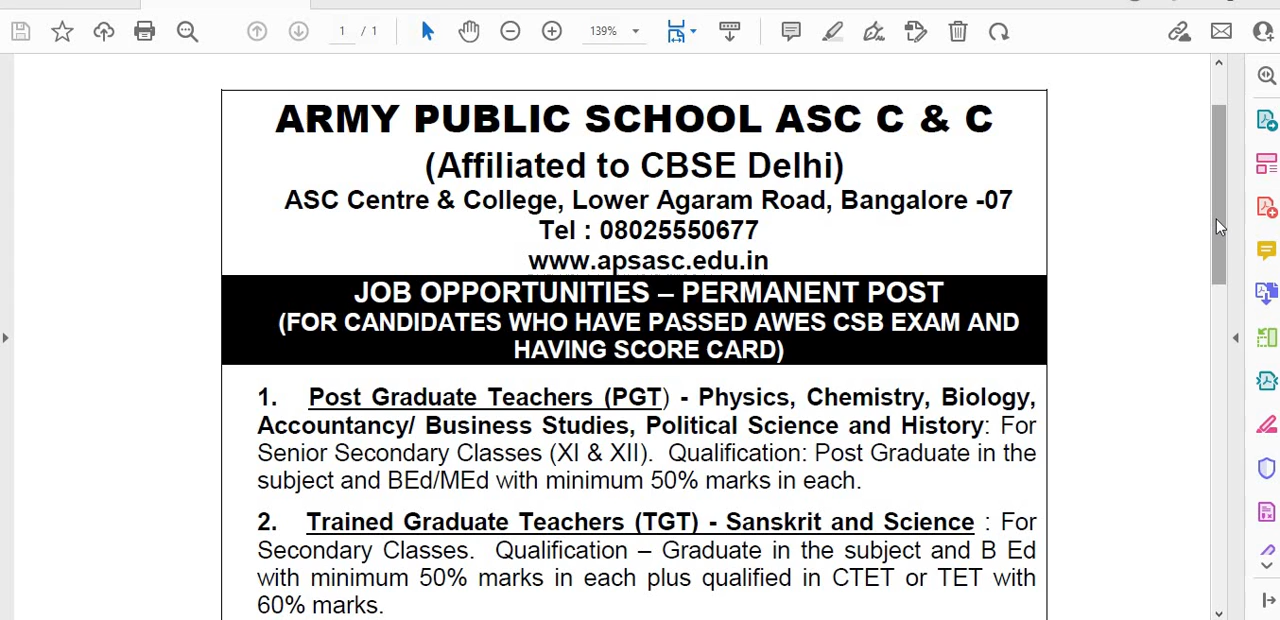 1 / 1
139%
ARMY PUBLIC SCHOOL ASC C & C
(Affiliated to CBSE Delhi)
ASC Centre & College, Lower Agaram Road, Bangalore -07
Tel : 08025550677
www.apsasc.edu.in
JOB OPPORTUNITIES – PERMANENT POST
(FOR CANDIDATES WHO HAVE PASSED AWES CSB EXAM AND
HAVING SCORE CARD)
1. Post Graduate Teachers (PGT) - Physics, Chemistry, Biology,
Accountancy/ Business Studies, Political Science and History: For
Senior Secondary Classes (XI & XII). Qualification: Post Graduate in the
subject and BEd/MEd with minimum 50% marks in each.
2. Trained Graduate Teachers (TGT) - Sanskrit and Science : For
Secondary Classes. Qualification – Graduate in the subject and B Ed
with minimum 50% marks in each plus qualified in CTET or TET with
60% marks.